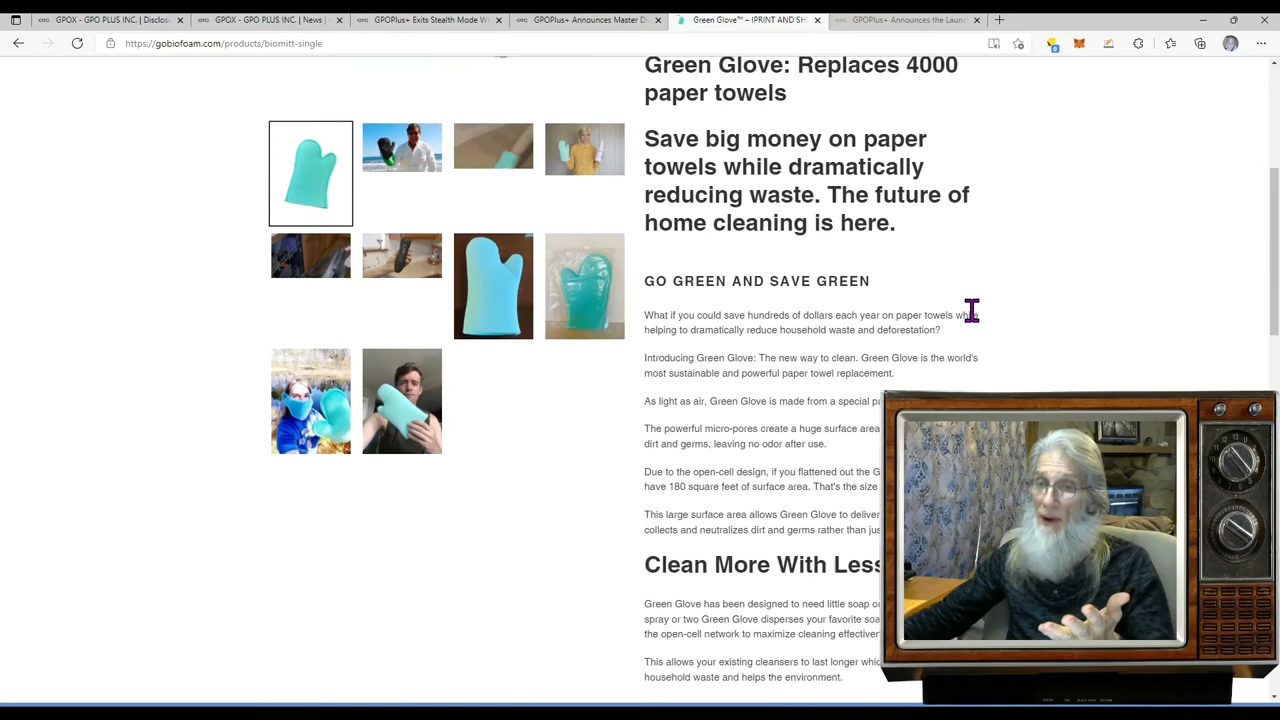 GPOX - GPO PLUS INC. | Disclos
GPOX - GPO PLUS INC. | News |
GPOPlus+ Exits Stealth Mode W
GPOPlus+ Announces Master Di
Green Glove™ – IPRINT AND SH
GPOPlus+ Announces the Launc
https://gobiofoam.com/products/biomitt-single
Green Glove: Replaces 4000
paper towels
Save big money on paper
towels while dramatically
reducing waste. The future of
home cleaning is here.
GO GREEN AND SAVE GREEN
What if you could save hundreds of dollars each year on paper towels while
helping to dramatically reduce household waste and deforestation?
Introducing Green Glove: The new way to clean. Green Glove is the world's
most sustainable and powerful paper towel replacement.
As light as air, Green Glove is made from a special pa
The powerful micro-pores create a huge surface area
dirt and germs, leaving no odor after use.
Due to the open-cell design, if you flattened out the G
have 180 square feet of surface area. That's the size
This large surface area allows Green Glove to deliver
collects and neutralizes dirt and germs rather than jus
Clean More With Less
Green Glove has been designed to need little soap or
spray or two Green Glove disperses your favorite soa
the open-cell network to maximize cleaning effective
This allows your existing cleansers to last longer whic
household waste and helps the environment.